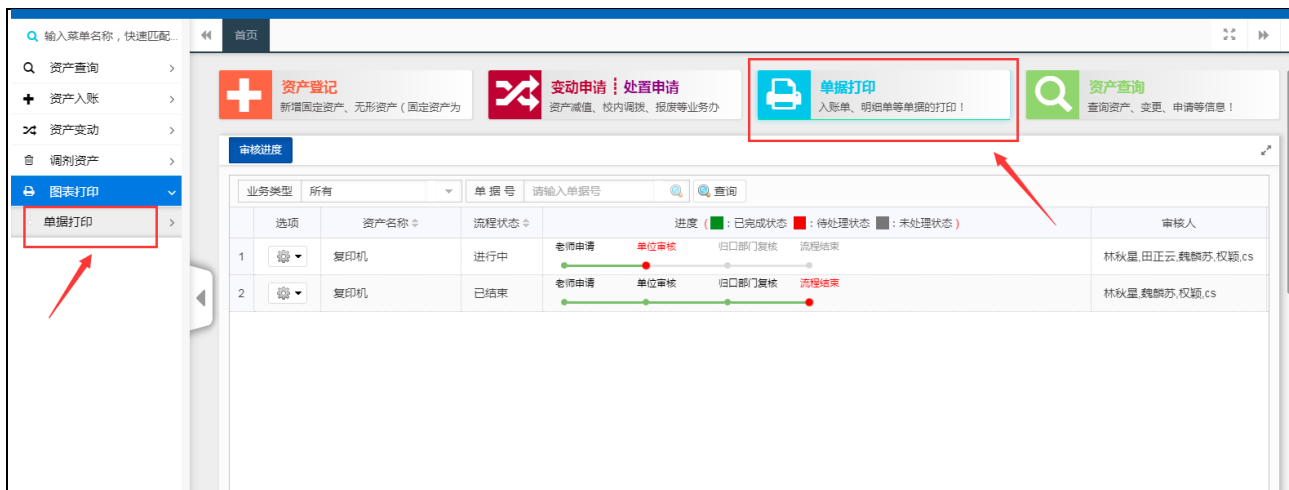 输入菜单名称，快速匹配...
首页
资产查询
资产入账
资产变动
调剂资产
图表打印
单据打印
资产登记
新增固定资产、无形资产 ( 固定资产为
变动申请 处置申请
资产减值、校内调拨、报废等业务办
单据打印
入账单、明细单等单据的打印！
资产查询
查询资产、变更、申请等信息！
审核进度
业务类型 所有 单 据 号 请输入单据号 查询
选项 资产名称 流程状态 进度 ( ：已完成状态 ：待处理状态 ：未处理状态 ) 审核人
老师申请 单位审核 归口部门复核 流程结束
1 复印机 进行中 林秋星,田正云,魏麟苏,权颖,cs
老师申请 单位审核 归口部门复核 流程结束
2 复印机 已结束 林秋星,魏麟苏,权颖,cs